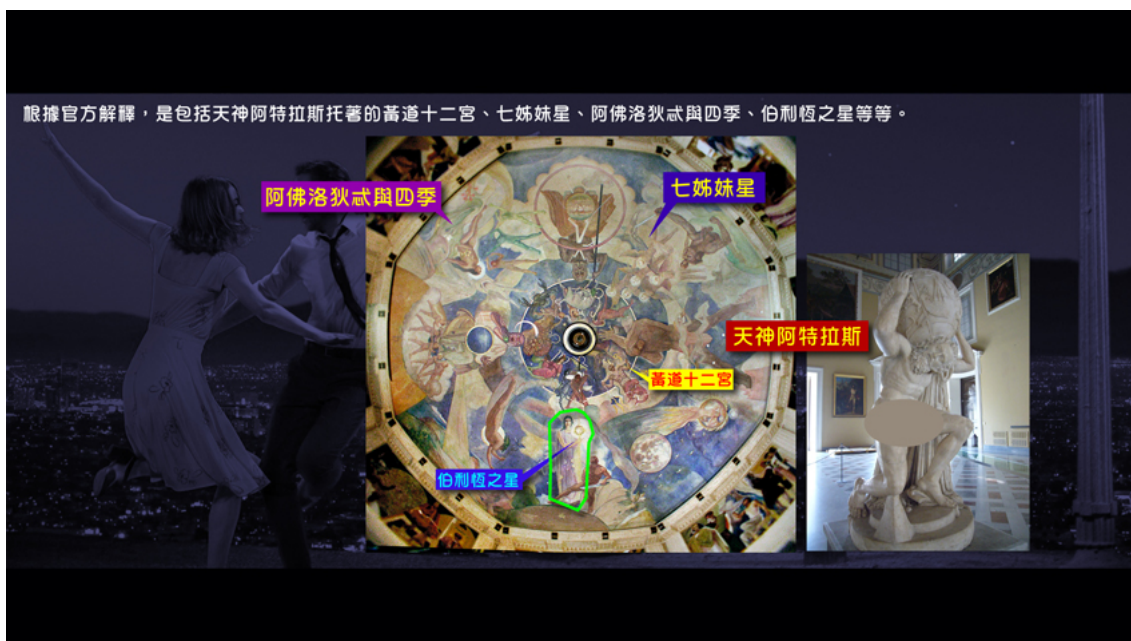 根據官方解釋，是包括天神阿特拉斯托著的黃道十二宮、七姊妹星、阿佛洛狄忒與四季、伯利恆之星等等。
阿佛洛狄忒與四季
七姊妹星
天神阿特拉斯
黃道十二宮
伯利恆之星